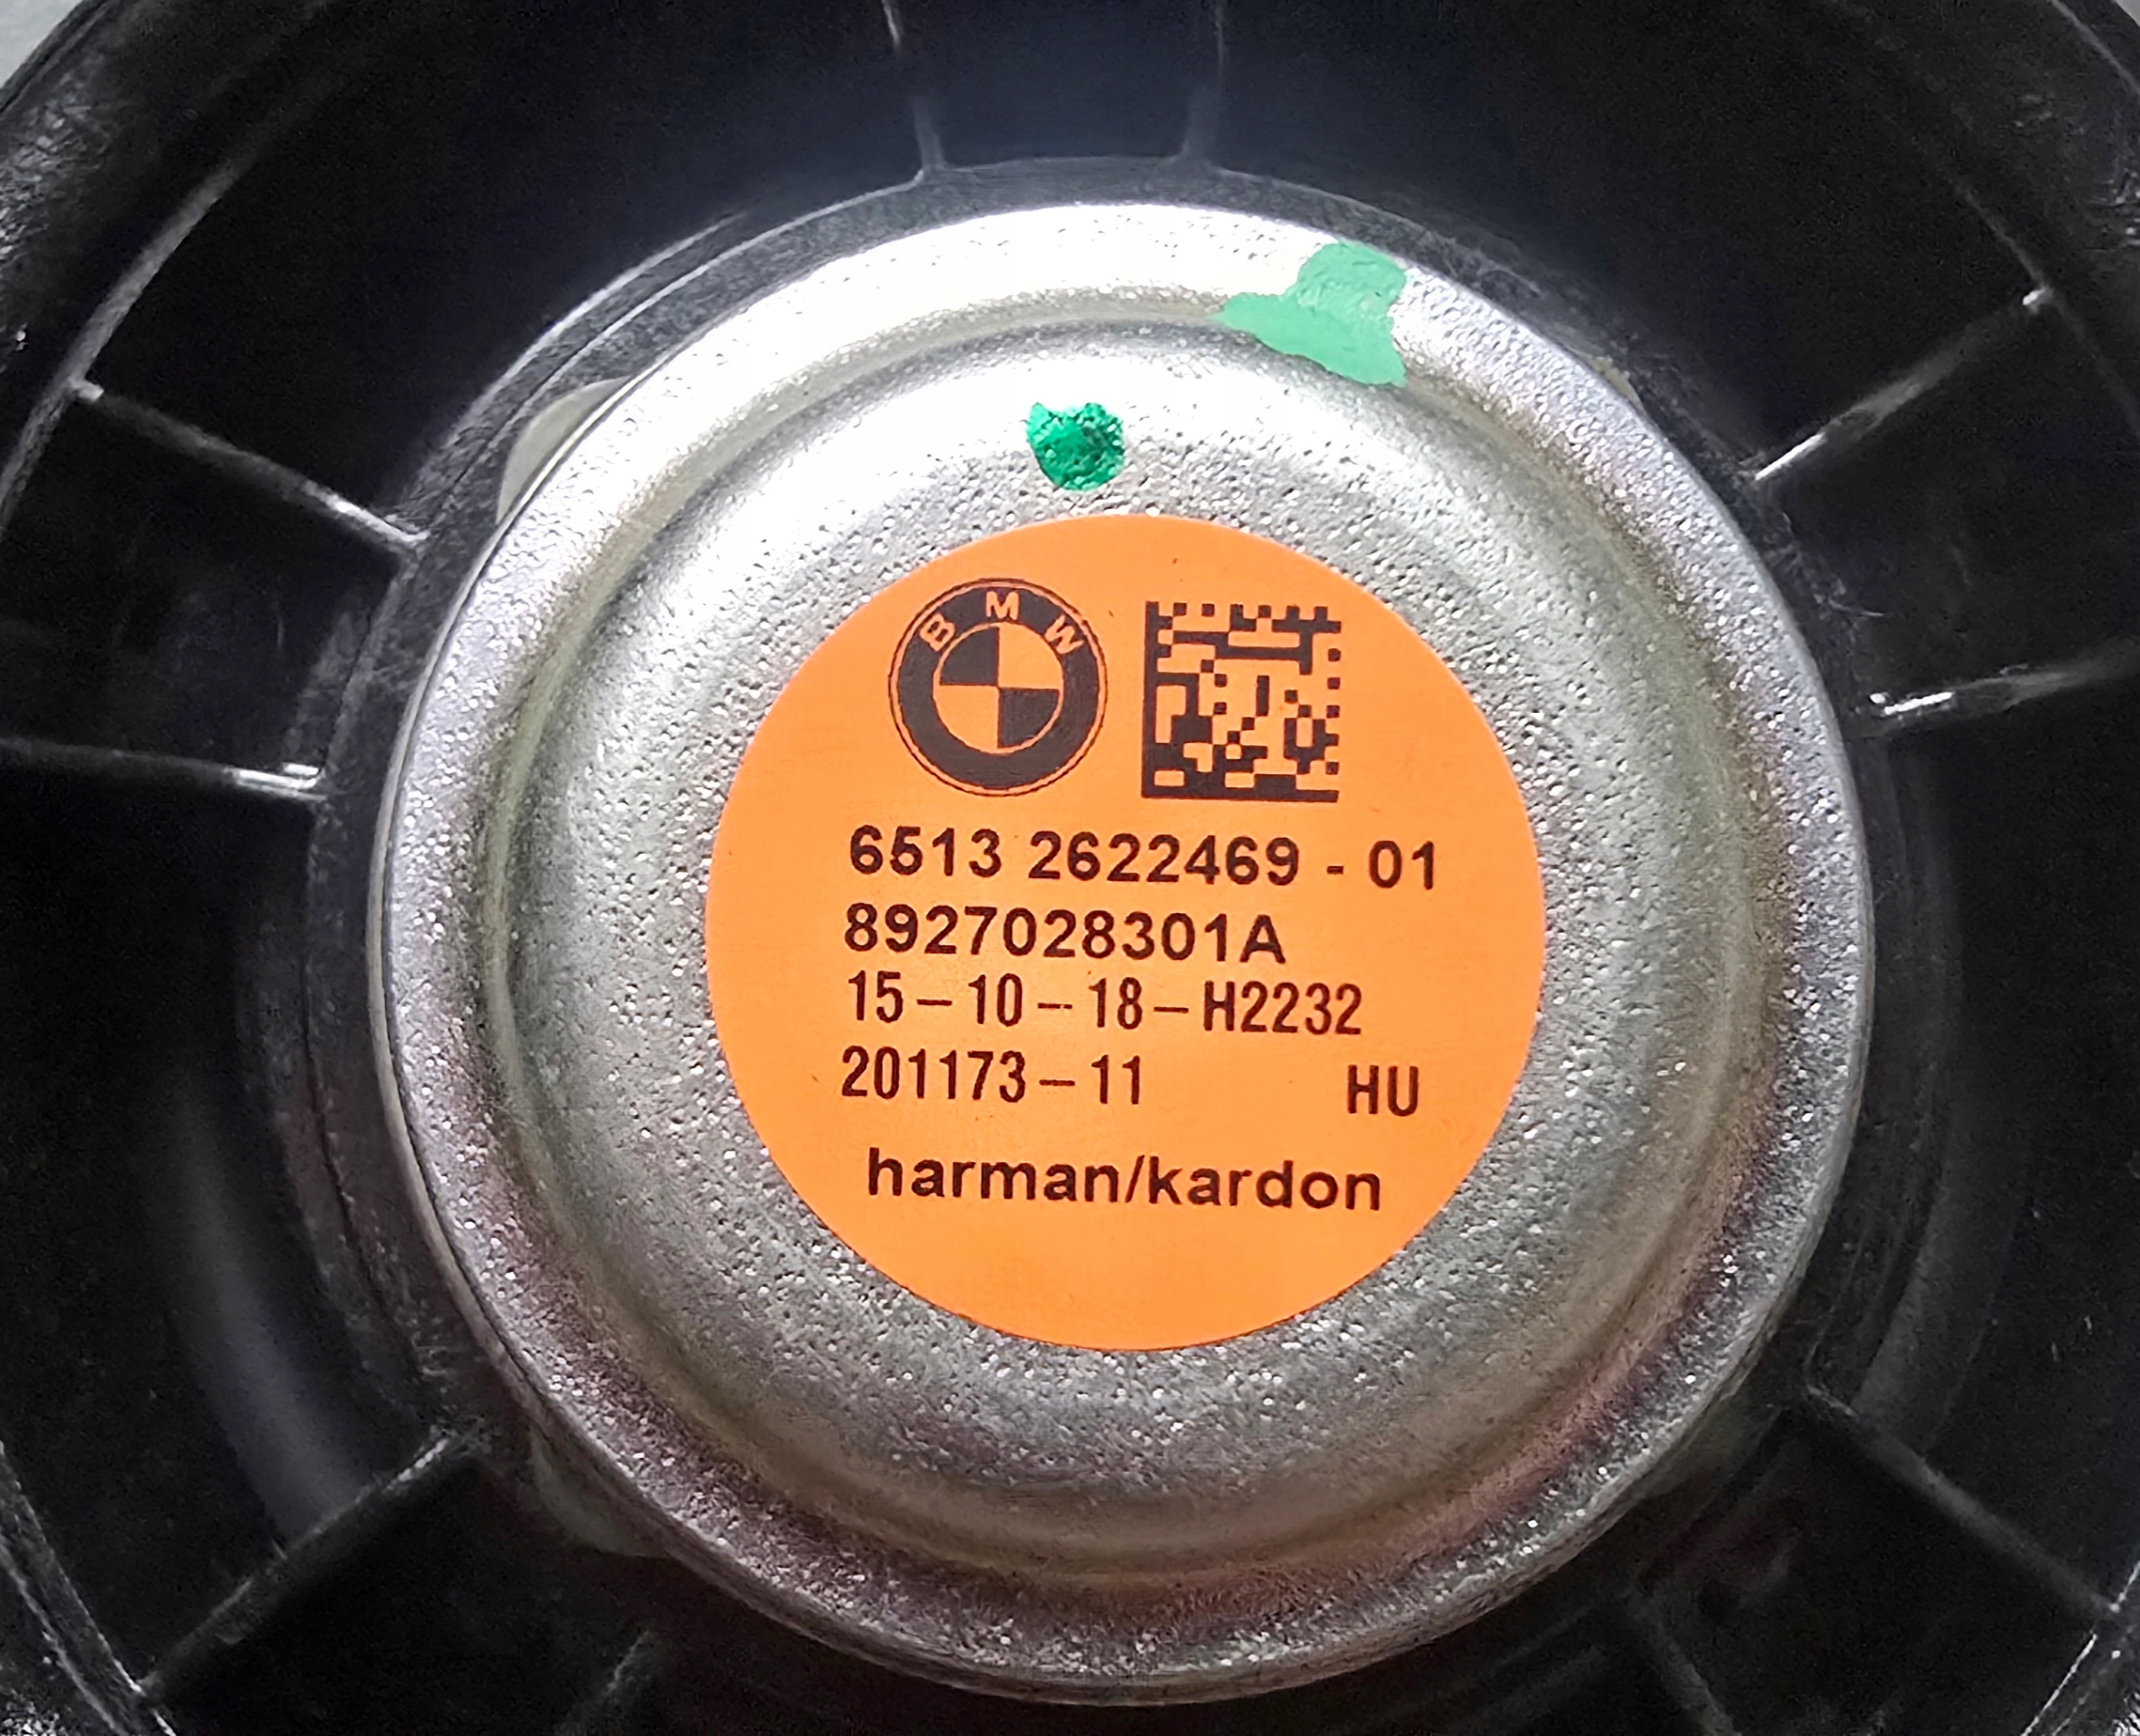 BMW
6513 2622469 - 01
8927028301A
15-10-18-H2232
201173-11 HU
harman/kardon